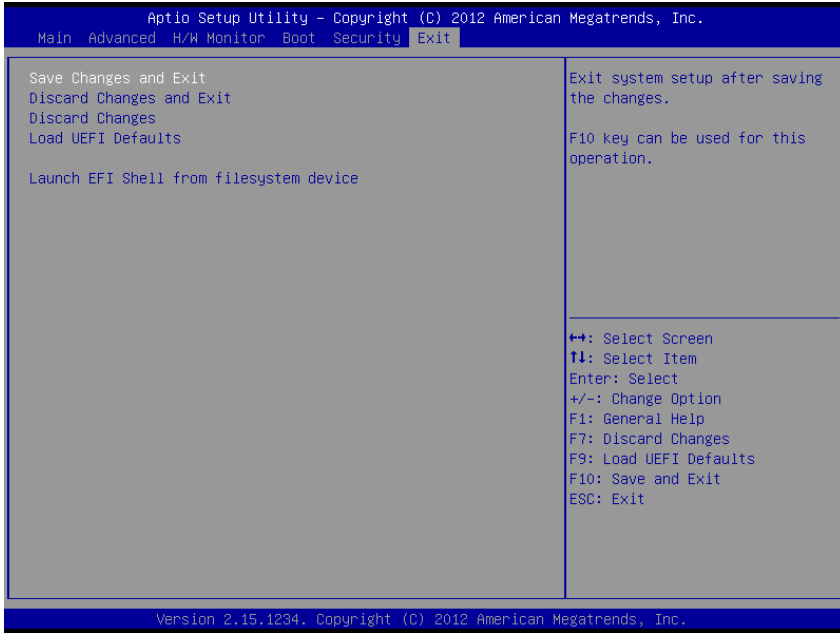 Aptio Setup Utility – Copyright (C) 2012 American Megatrends, Inc.
Main Advanced H/W Monitor Boot Security Exit
Save Changes and Exit
Discard Changes and Exit
Discard Changes
Load UEFI Defaults
Launch EFI Shell from filesystem device
Exit system setup after saving
the changes.
F10 key can be used for this
operation.
↔: Select Screen
↑↓: Select Item
Enter: Select
+/-: Change Option
F1: General Help
F7: Discard Changes
F9: Load UEFI Defaults
F10: Save and Exit
ESC: Exit
Version 2.15.1234. Copyright (C) 2012 American Megatrends, Inc.